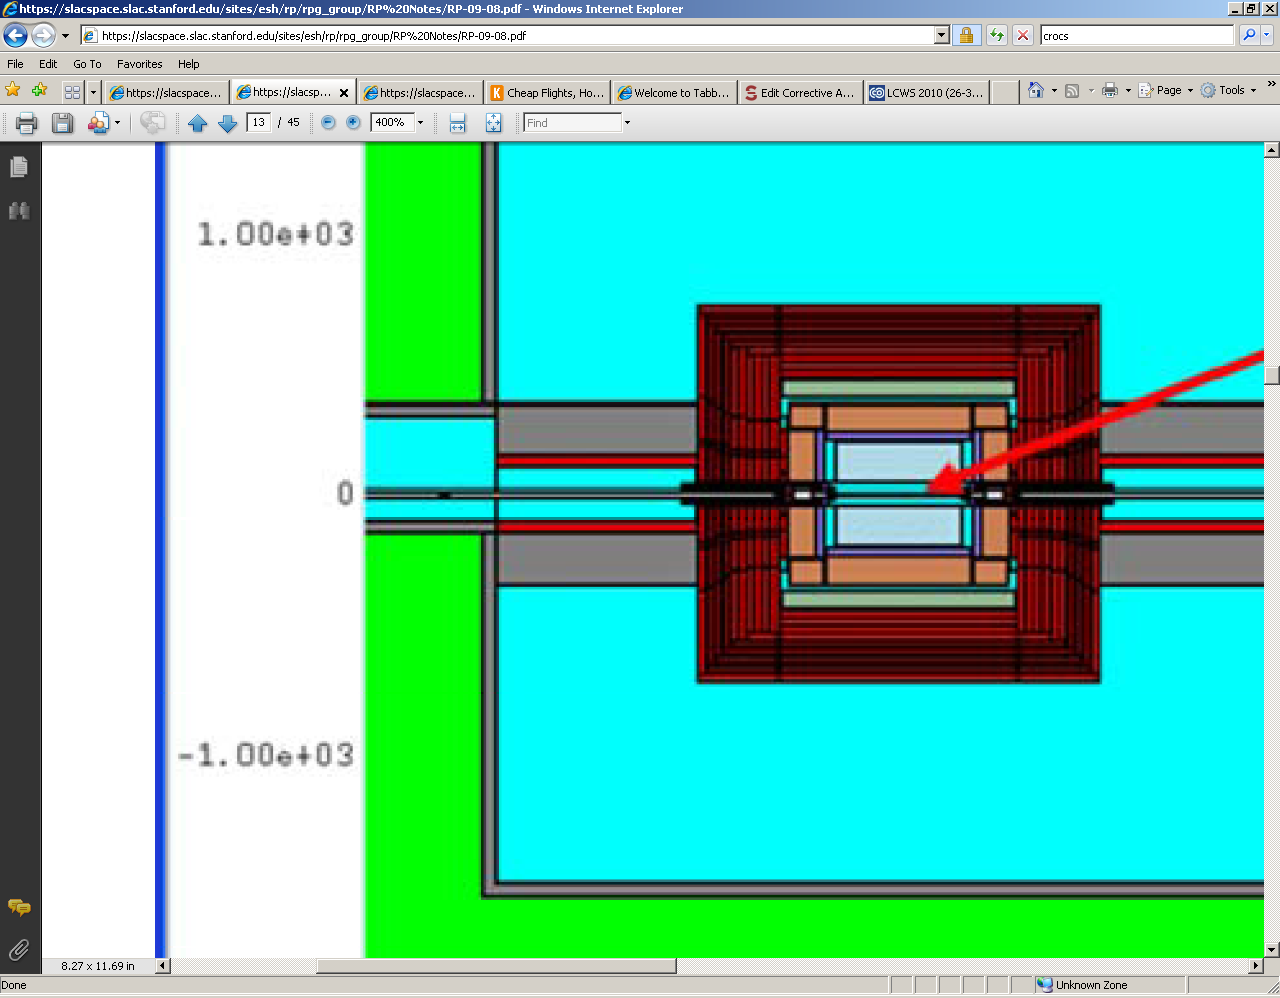 https://slacspace.slac.stanford.edu/sites/esh/rp/rpg_group/RP%20Notes/RP-09-08.pdf - Windows Internet Explorer
https://slacspace.slac.stanford.edu/sites/esh/rp/rpg_group/RP%20Notes/RP-09-08.pdf crocs
File Edit Go To Favorites Help
https://slacspace... https://slacsp... https://slacspace... Cheap Flights, Ho... Welcome to Tabb... Edit Corrective A... LCWS 2010 (26-3... Page Tools »
13 / 45 400% Find
1.00e+03
0
-1.00e+03
8.27 x 11.69 in
Done Unknown Zone